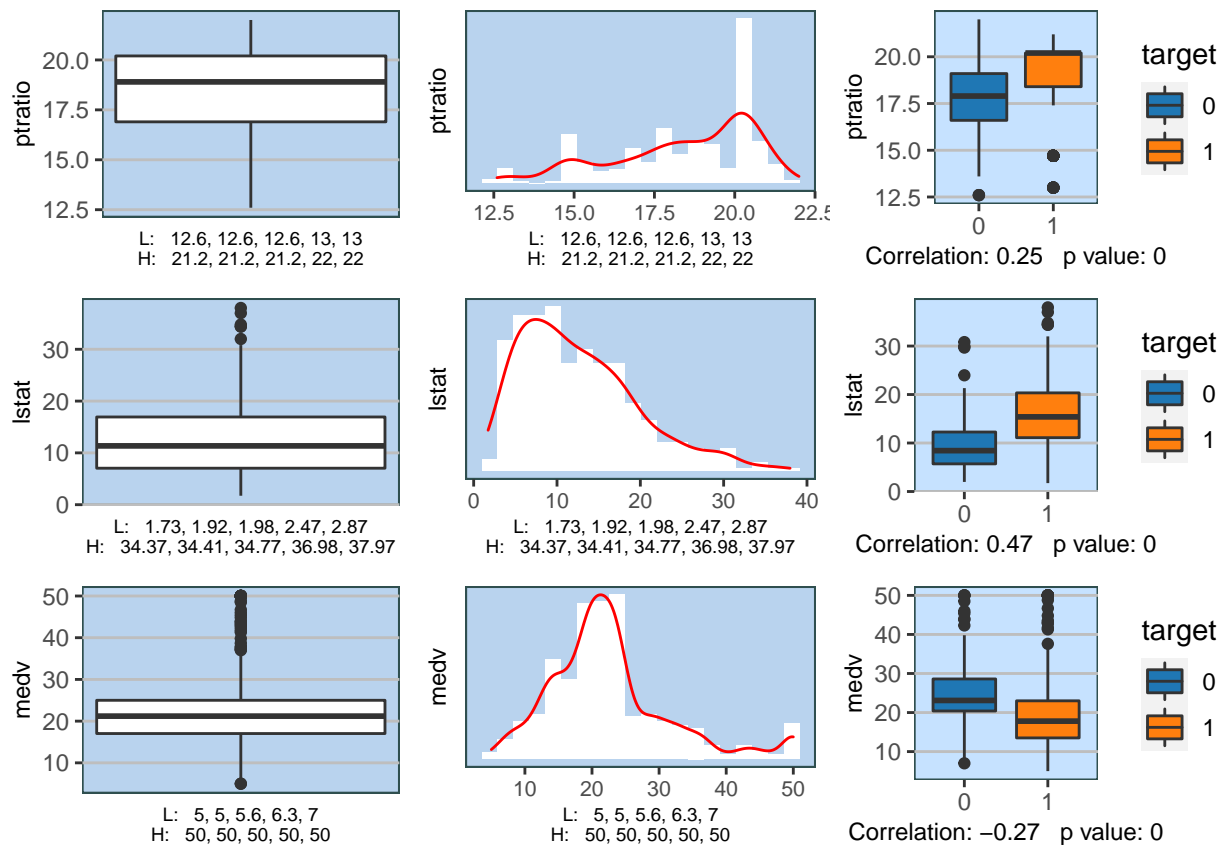 ptratio
20.0
17.5
15.0
12.5
L: 12.6, 12.6, 12.6, 13, 13
H: 21.2, 21.2, 21.2, 22, 22
ptratio
12.5 15.0 17.5 20.0 22.5
L: 12.6, 12.6, 12.6, 13, 13
H: 21.2, 21.2, 21.2, 22, 22
ptratio
20.0
17.5
15.0
12.5
0 1
Correlation: 0.25 p value: 0
target
0
1
lstat
30
20
10
0
L: 1.73, 1.92, 1.98, 2.47, 2.87
H: 34.37, 34.41, 34.77, 36.98, 37.97
lstat
0 10 20 30 40
L: 1.73, 1.92, 1.98, 2.47, 2.87
H: 34.37, 34.41, 34.77, 36.98, 37.97
lstat
30
20
10
0
0 1
Correlation: 0.47 p value: 0
target
0
1
medv
50
40
30
20
10
L: 5, 5, 5.6, 6.3, 7
H: 50, 50, 50, 50, 50
medv
10 20 30 40 50
L: 5, 5, 5.6, 6.3, 7
H: 50, 50, 50, 50, 50
medv
50
40
30
20
10
0 1
Correlation: −0.27 p value: 0
target
0
1